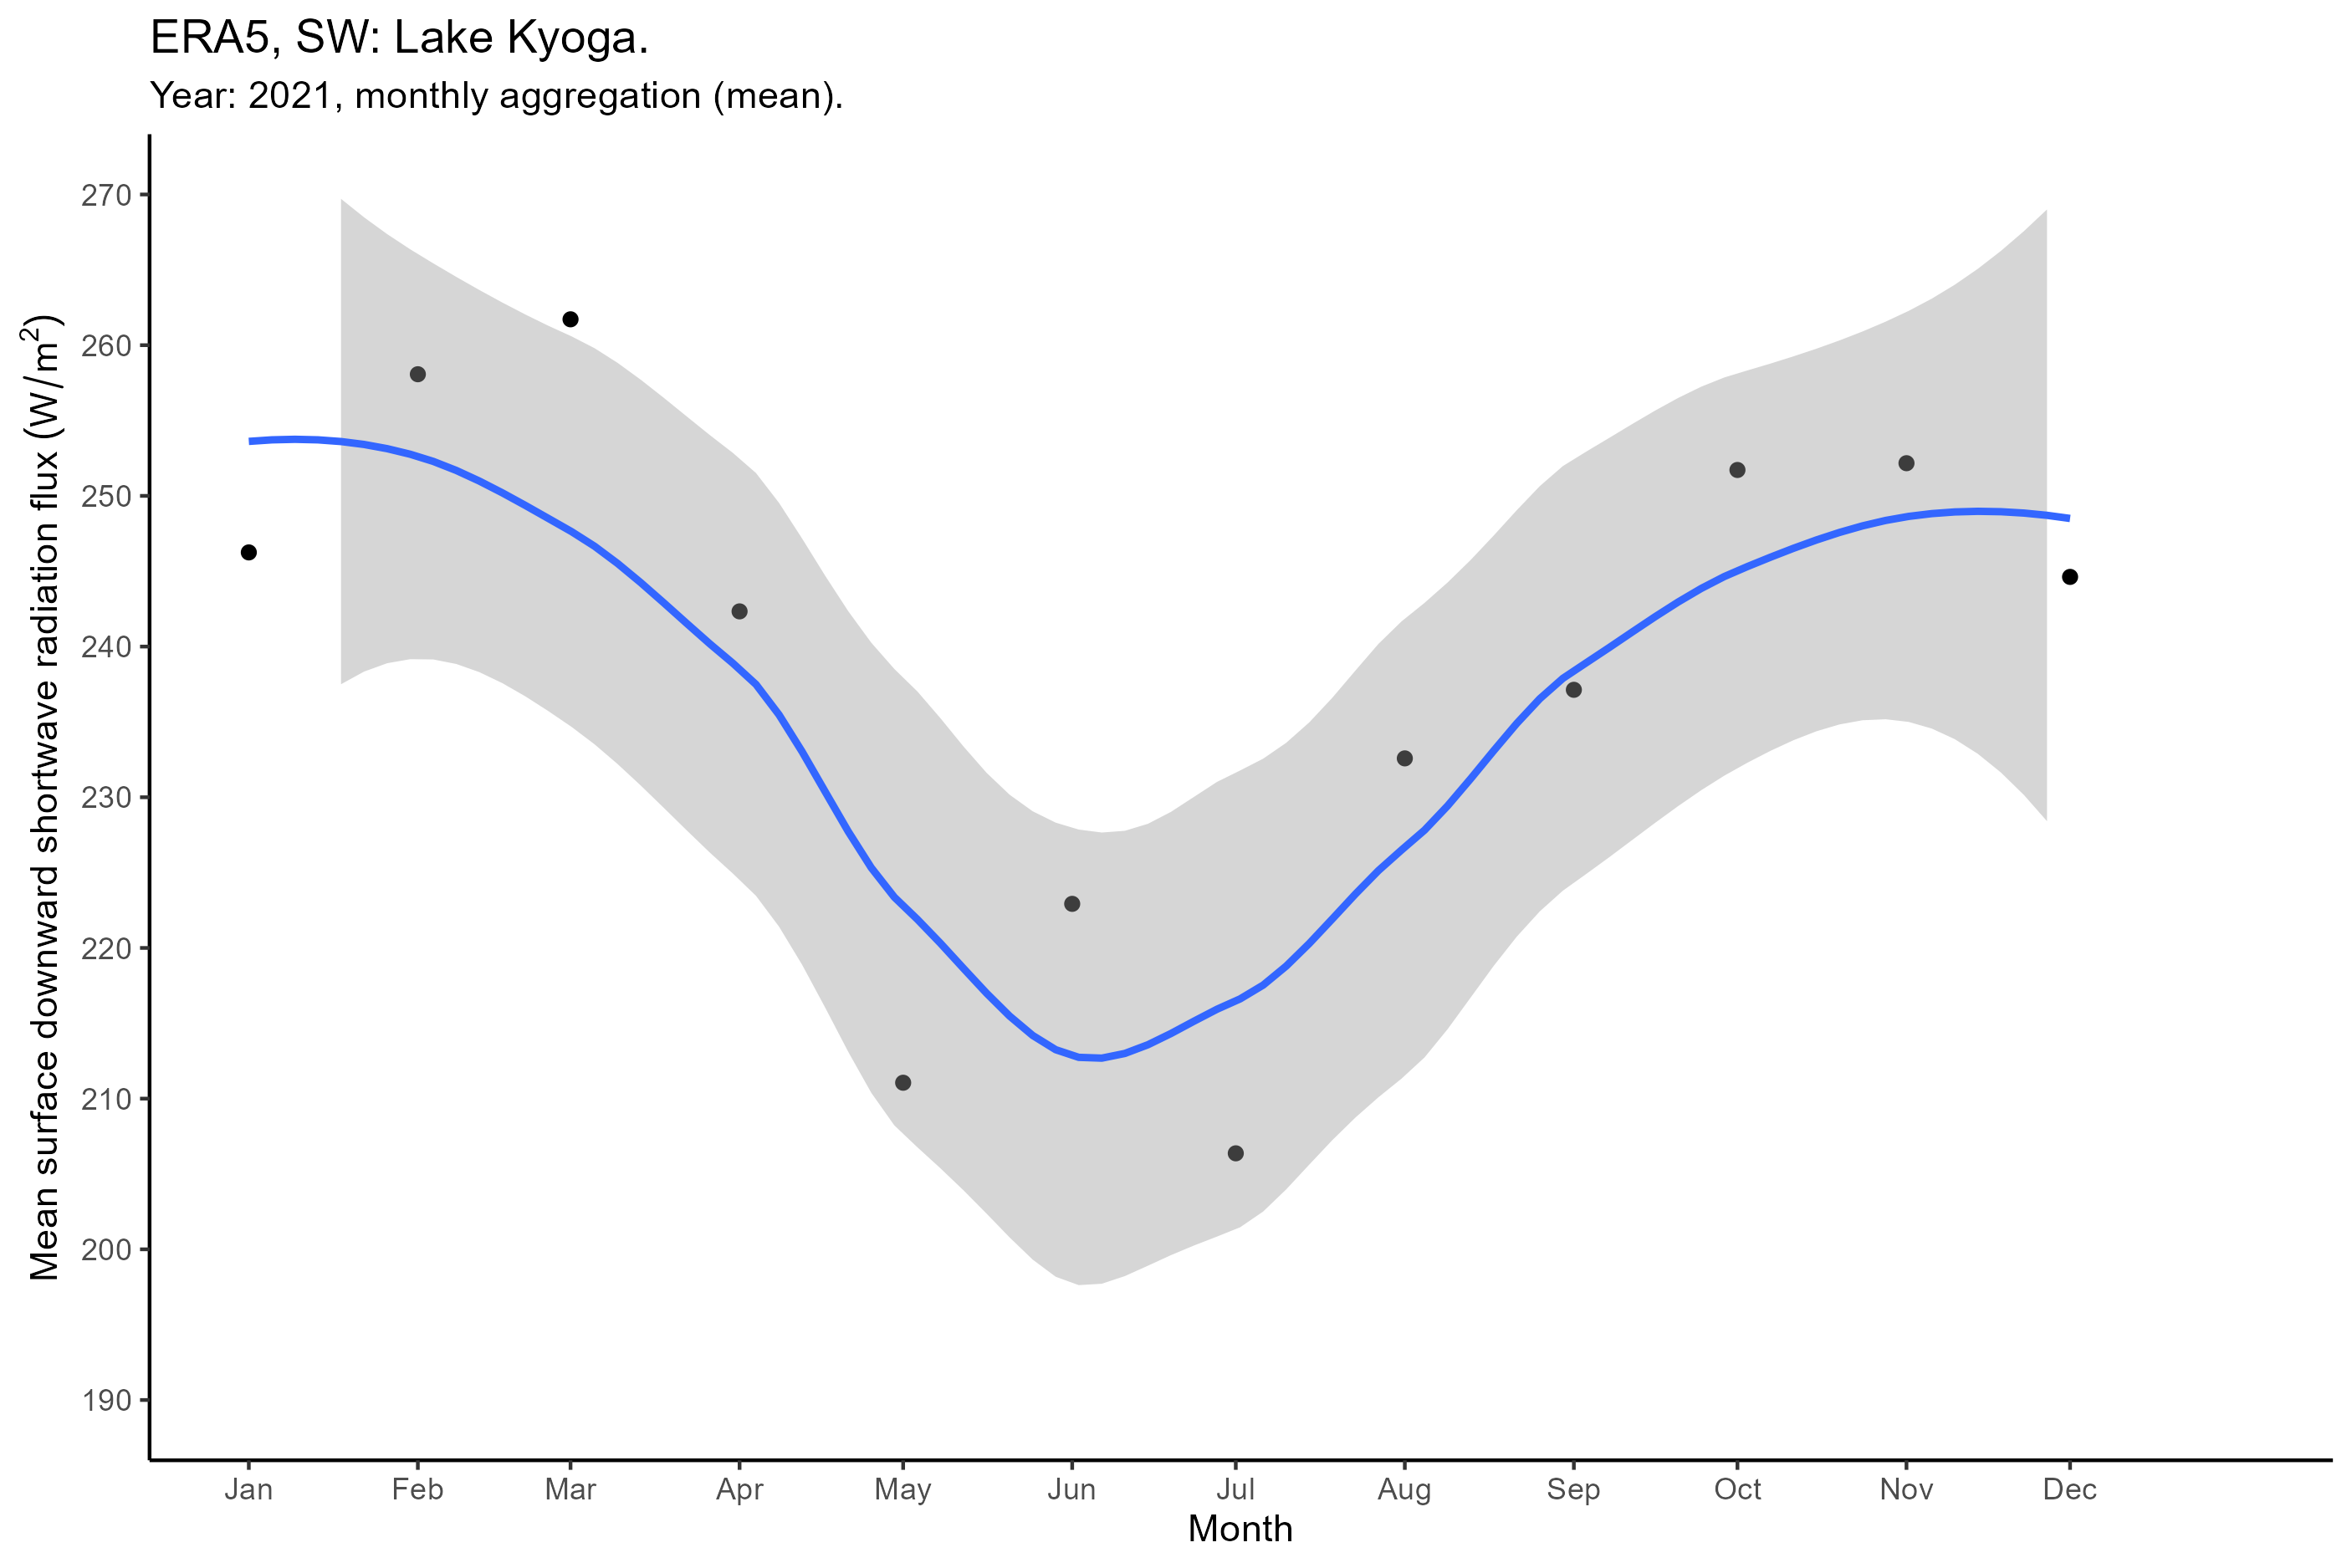 ERA5, SW: Lake Kyoga.
Year: 2021, monthly aggregation (mean).
Mean surface downward shortwave radiation flux (W/m²)
270
260
250
240
230
220
210
200
190
Jan Feb Mar Apr May Jun Jul Aug Sep Oct Nov Dec
Month